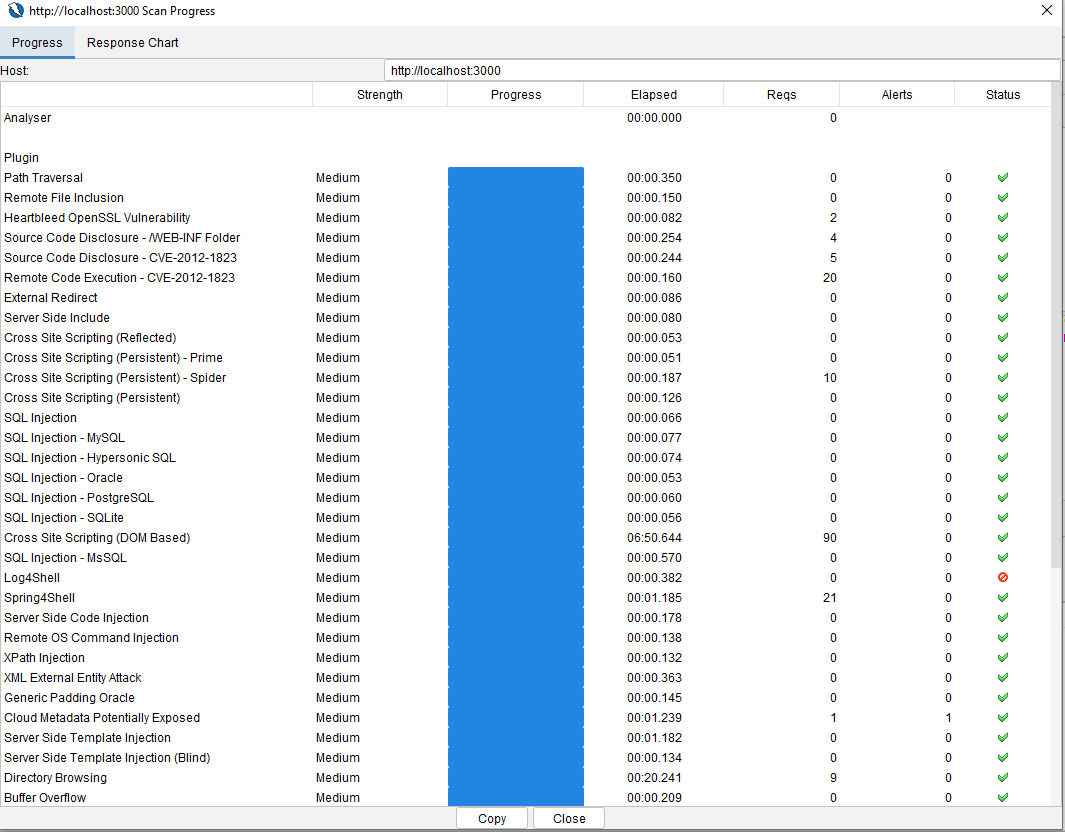 http://localhost:3000 Scan Progress
Progress Response Chart
Host: http://localhost:3000
Strength Progress Elapsed Reqs Alerts Status
Analyser 00:00.000 0
Plugin
Path Traversal Medium 00:00.350 0 0
Remote File Inclusion Medium 00:00.150 0 0
Heartbleed OpenSSL Vulnerability Medium 00:00.082 2 0
Source Code Disclosure - /WEB-INF Folder Medium 00:00.254 4 0
Source Code Disclosure - CVE-2012-1823 Medium 00:00.244 5 0
Remote Code Execution - CVE-2012-1823 Medium 00:00.160 20 0
External Redirect Medium 00:00.086 0 0
Server Side Include Medium 00:00.080 0 0
Cross Site Scripting (Reflected) Medium 00:00.053 0 0
Cross Site Scripting (Persistent) - Prime Medium 00:00.051 0 0
Cross Site Scripting (Persistent) - Spider Medium 00:00.187 10 0
Cross Site Scripting (Persistent) Medium 00:00.126 0 0
SQL Injection Medium 00:00.066 0 0
SQL Injection - MySQL Medium 00:00.077 0 0
SQL Injection - Hypersonic SQL Medium 00:00.074 0 0
SQL Injection - Oracle Medium 00:00.053 0 0
SQL Injection - PostgreSQL Medium 00:00.060 0 0
SQL Injection - SQLite Medium 00:00.056 0 0
Cross Site Scripting (DOM Based) Medium 06:50.644 90 0
SQL Injection - MsSQL Medium 00:00.570 0 0
Log4Shell Medium 00:00.382 0 0
Spring4Shell Medium 00:01.185 21 0
Server Side Code Injection Medium 00:00.178 0 0
Remote OS Command Injection Medium 00:00.138 0 0
XPath Injection Medium 00:00.132 0 0
XML External Entity Attack Medium 00:00.363 0 0
Generic Padding Oracle Medium 00:00.145 0 0
Cloud Metadata Potentially Exposed Medium 00:01.239 1 1
Server Side Template Injection Medium 00:01.182 0 0
Server Side Template Injection (Blind) Medium 00:00.134 0 0
Directory Browsing Medium 00:20.241 9 0
Buffer Overflow Medium 00:00.209 0 0
Copy Close